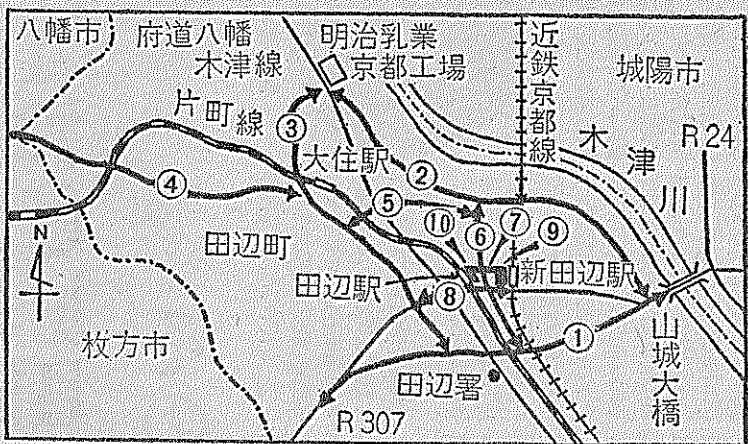 八幡市
府道八幡
木津線
明治乳業
京都工場
近鉄京都線
城陽市
片町線
大住駅
木津川
R24
③
②
④
⑤
⑩
⑦
⑥
⑨
N
田辺町
田辺駅
新田辺駅
⑧
①
枚方市
田辺署
山城大橋
R307